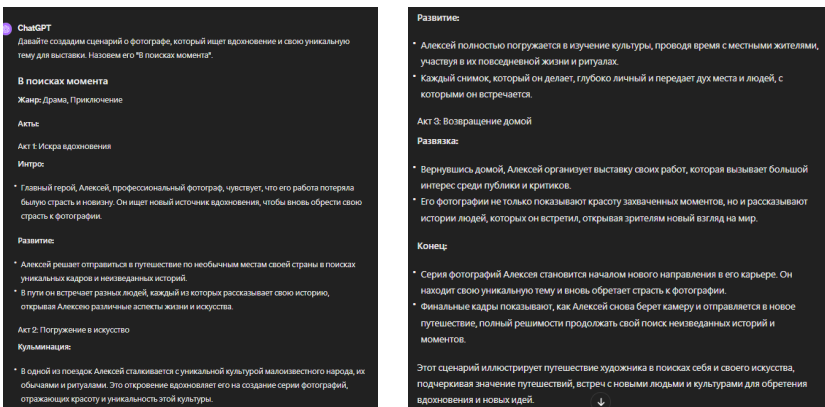 ChatGPT
Давайте создадим сценарий о фотографе, который ищет вдохновение и свою уникальную
тему для выставки. Назовем его "В поисках момента".
В поисках момента
Жанр: Драма, Приключение
Акты:
Акт 1: Искра вдохновения
Интро:
• Главный герой, Алексей, профессиональный фотограф, чувствует, что его работа потеряла
былую страсть и новизну. Он ищет новый источник вдохновения, чтобы вновь обрести свою
страсть к фотографии.
Развитие:
• Алексей решает отправиться в путешествие по необычным местам своей страны в поисках
уникальных кадров и неизведанных историй.
• В пути он встречает разных людей, каждый из которых рассказывает свою историю,
открывая Алексею различные аспекты жизни и искусства.
Акт 2: Погружение в искусство
Кульминация:
• В одной из поездок Алексей сталкивается с уникальной культурой малоизвестного народа, их
обычаями и ритуалами. Это откровение вдохновляет его на создание серии фотографий,
отражающих красоту и уникальность этой культуры.
Развитие:
• Алексей полностью погружается в изучение культуры, проводя время с местными жителями,
участвуя в их повседневной жизни и ритуалах.
• Каждый снимок, который он делает, глубоко личный и передает дух места и людей, с
которыми он встречается.
Акт 3: Возвращение домой
Развязка:
• Вернувшись домой, Алексей организует выставку своих работ, которая вызывает большой
интерес среди публики и критиков.
• Его фотографии не только показывают красоту захваченных моментов, но и рассказывают
истории людей, которых он встретил, открывая зрителям новый взгляд на мир.
Конец:
• Серия фотографий Алексея становится началом нового направления в его карьере. Он
находит свою уникальную тему и вновь обретает страсть к фотографии.
• Финальные кадры показывают, как Алексей снова берет камеру и отправляется в новое
путешествие, полный решимости продолжать свой поиск неизведанных историй и
моментов.
Этот сценарий иллюстрирует путешествие художника в поисках себя и своего искусства,
подчеркивая значение путешествий, встреч с новыми людьми и культурами для обретения
вдохновения и новых идей.